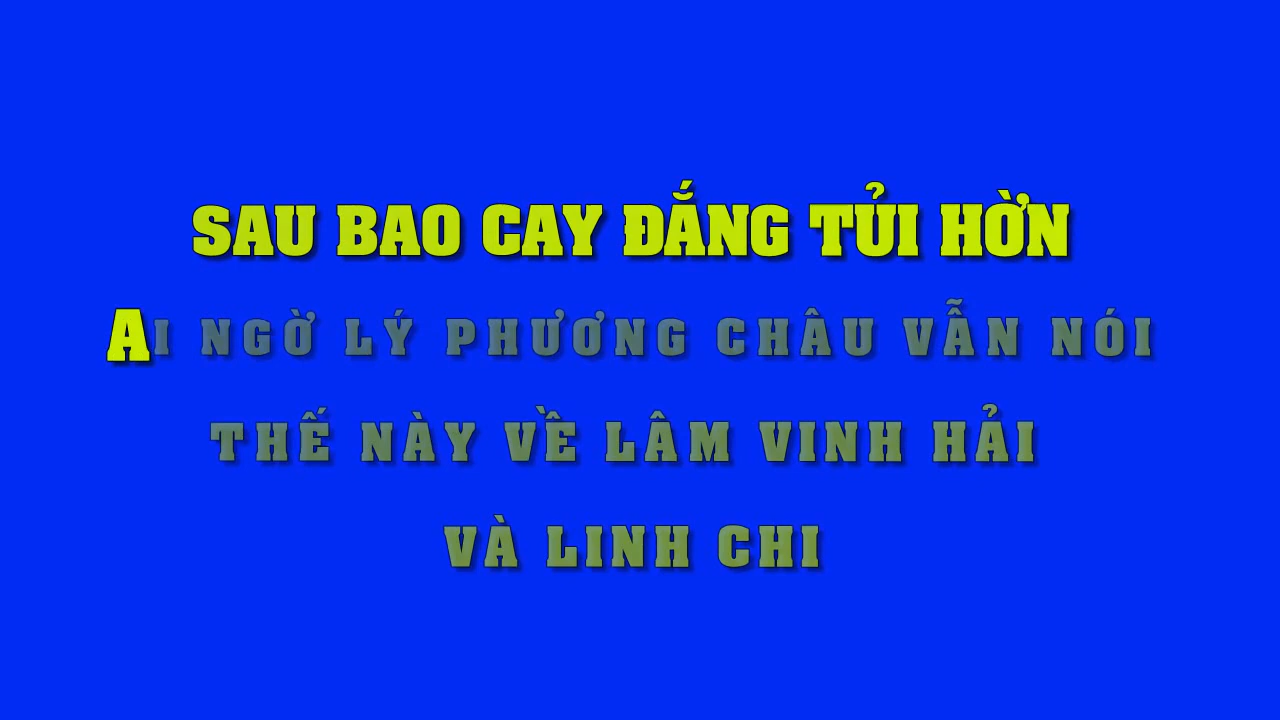 SAU BAO CAY ĐẮNG TỦI HỜN
AI NGỜ LÝ PHƯƠNG CHÂU VẪN NÓI
THẾ NÀY VỀ LÂM VINH HẢI
VÀ LINH CHI